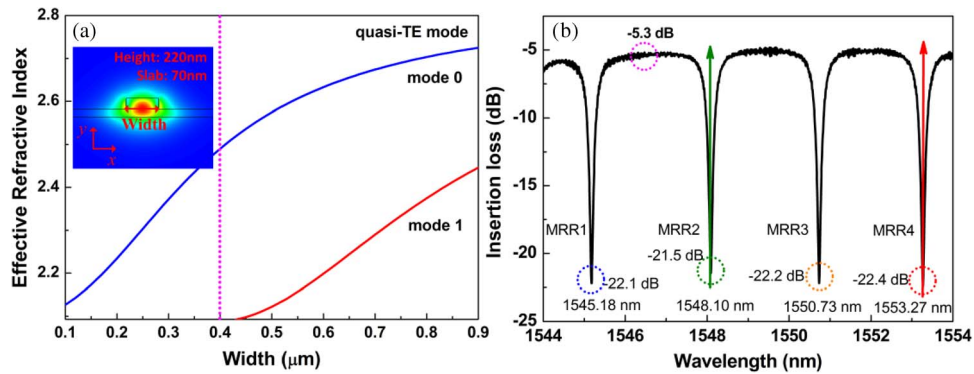 (a)
quasi-TE mode
Height: 220nm
Slab: 70nm
Width
y
x
mode 0
mode 1
Effective Refractive Index
2.8
2.6
2.4
2.2
0.1 0.2 0.3 0.4 0.5 0.6 0.7 0.8 0.9
Width (μm)
(b)
-5.3 dB
Insertion loss (dB)
0
-5
-10
-15
-20
-25
MRR1
MRR2
MRR3
MRR4
-22.1 dB
-21.5 dB
-22.2 dB
-22.4 dB
1545.18 nm
1548.10 nm
1550.73 nm
1553.27 nm
1544 1546 1548 1550 1552 1554
Wavelength (nm)